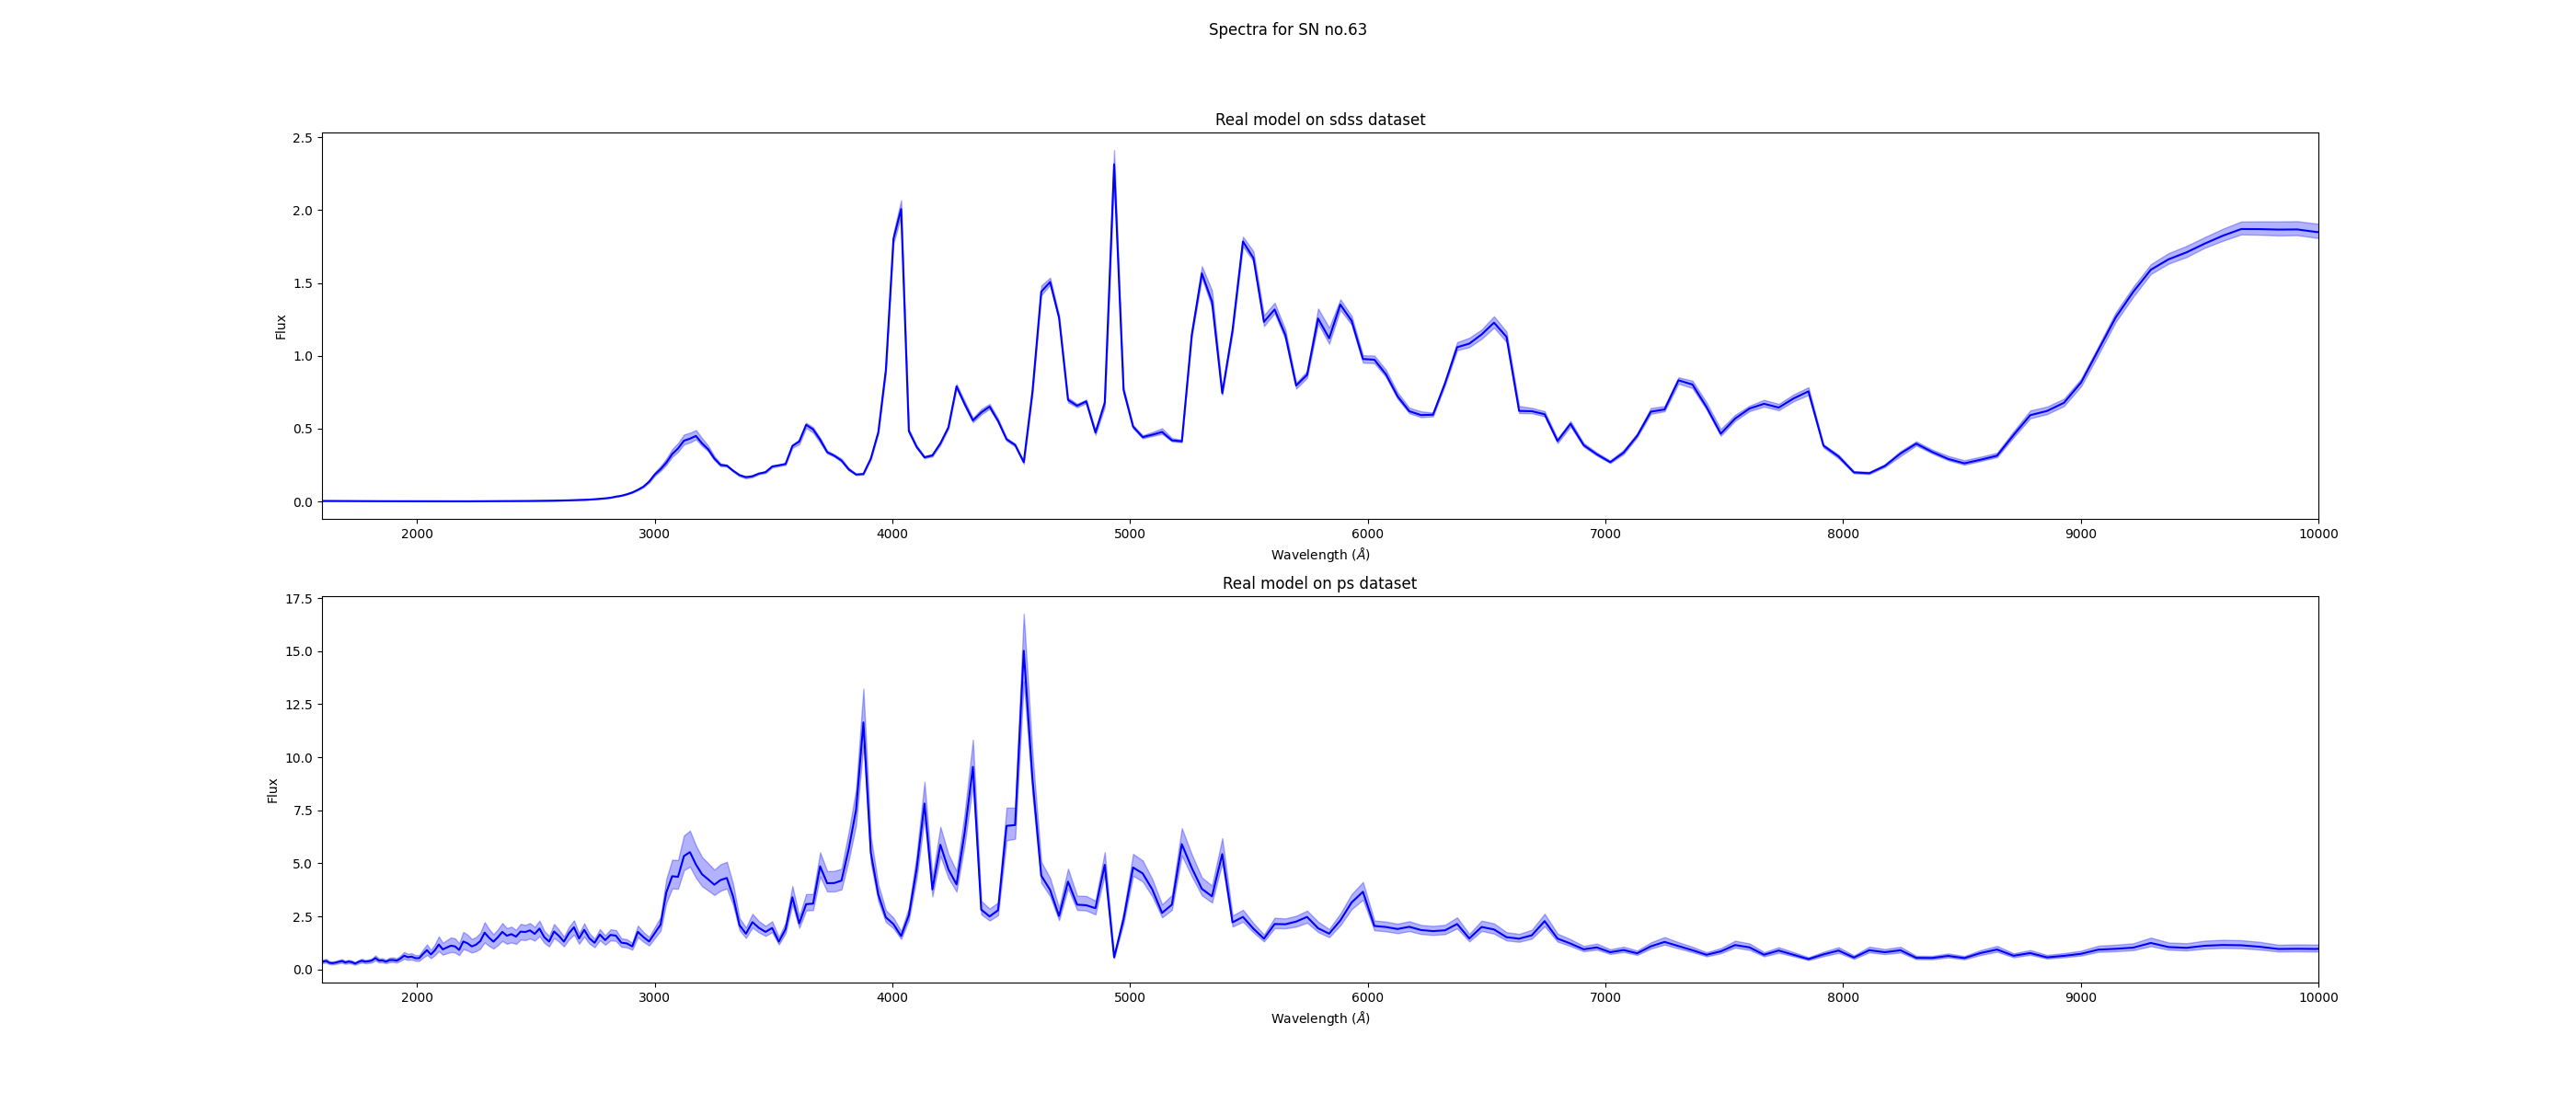 Spectra for SN no.63
Real model on sdss dataset
2.5
2.0
1.5
1.0
0.5
0.0
Flux
2000 3000 4000 5000 6000 7000 8000 9000 10000
Wavelength (Å)
Real model on ps dataset
17.5
15.0
12.5
10.0
7.5
5.0
2.5
0.0
Flux
2000 3000 4000 5000 6000 7000 8000 9000 10000
Wavelength (Å)